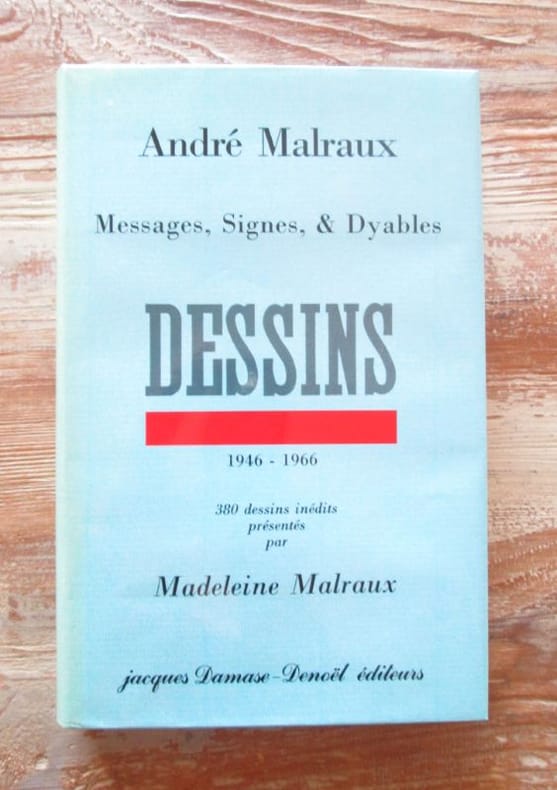 André Malraux
Messages, Signes, & Dyables
DESSINS
1946 - 1966
380 dessins inédits
présentés
par
Madeleine Malraux
jacques Damase-Denoël éditeurs